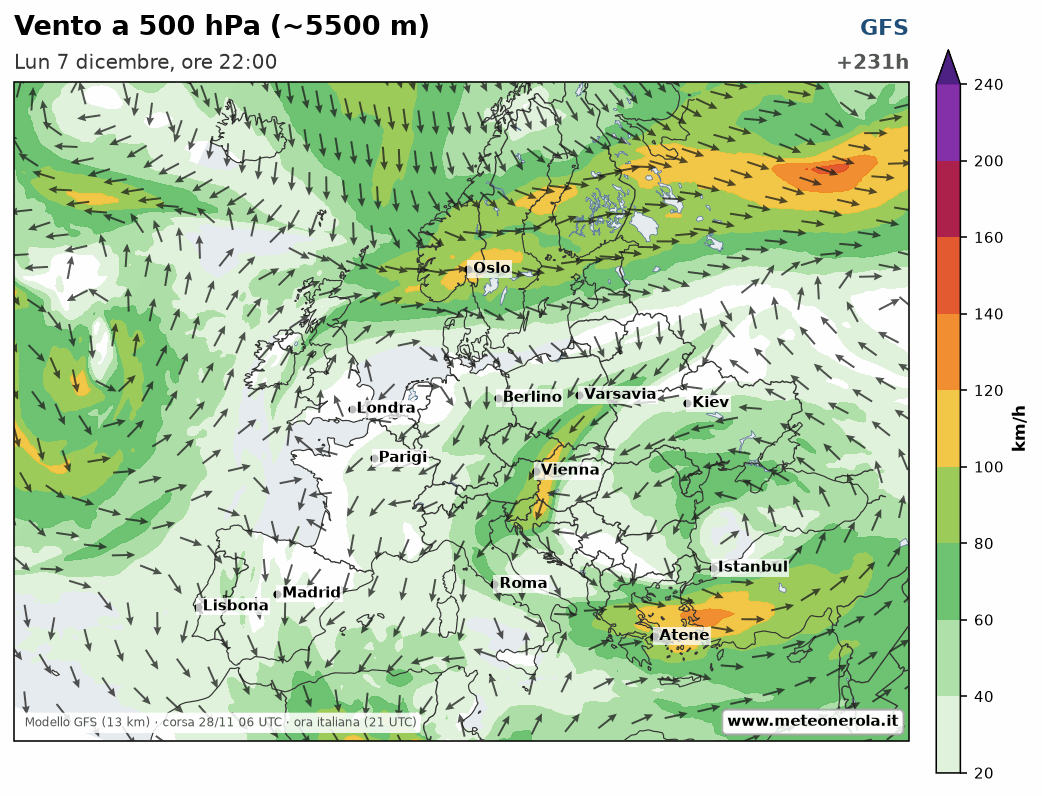 Vento a 500 hPa (~5500 m)
GFS
Lun 7 dicembre, ore 22:00
+231h
240
200
160
140
120
100
80
60
40
20
km/h
Oslo
Londra
Berlino
Varsavia
Kiev
Parigi
Vienna
Istanbul
Roma
Madrid
Lisbona
Atene
Modello GFS (13 km) · corsa 28/11 06 UTC · ora italiana (21 UTC)
www.meteonerola.it